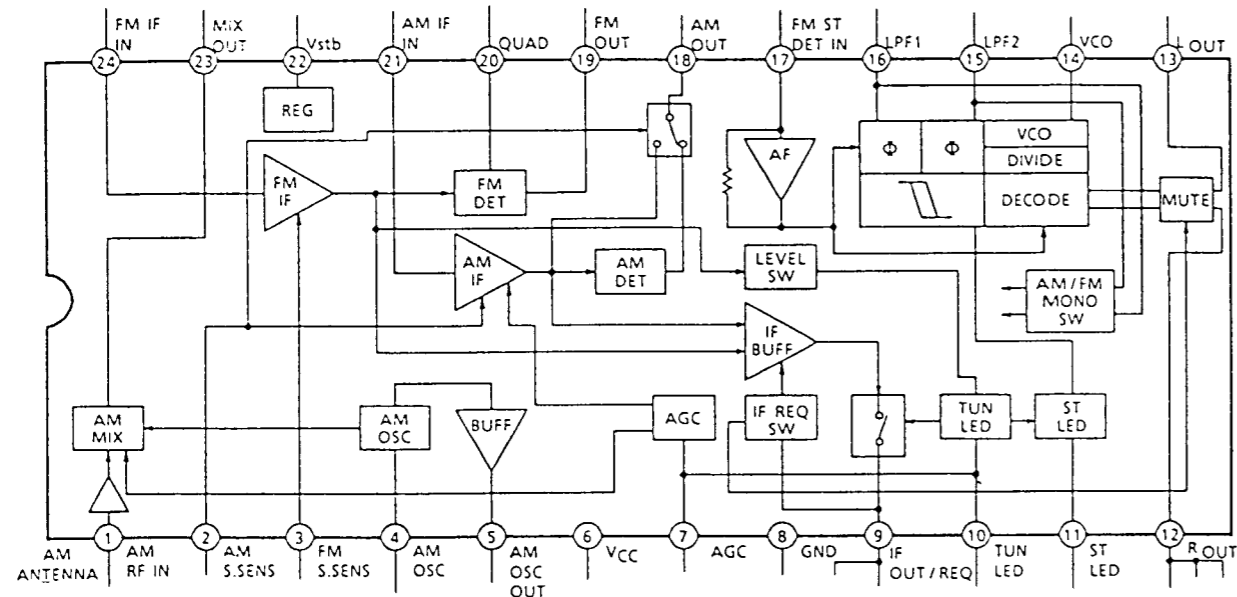 FM IF
IN
MIX
OUT
Vstb
AM IF
IN
QUAD
FM
OUT
AM
OUT
FM ST
DET IN
LPF1
LPF2
VCO
L OUT
24
23
22
21
20
19
18
17
16
15
14
13
REG
FM
IF
FM
DET
AF
Φ
Φ
VCO
DIVIDE
DECODE
MUTE
AM
IF
AM
DET
LEVEL
SW
AM/FM
MONO
SW
IF
BUFF
AM
MIX
AM
OSC
BUFF
AGC
IF REQ
SW
TUN
LED
ST
LED
1
2
3
4
5
6
7
8
9
10
11
12
AM
ANTENNA
AM
RF IN
AM
S.SENS
FM
S.SENS
AM
OSC
AM
OSC
OUT
VCC
AGC
GND
IF
OUT/REQ
TUN
LED
ST
LED
R OUT